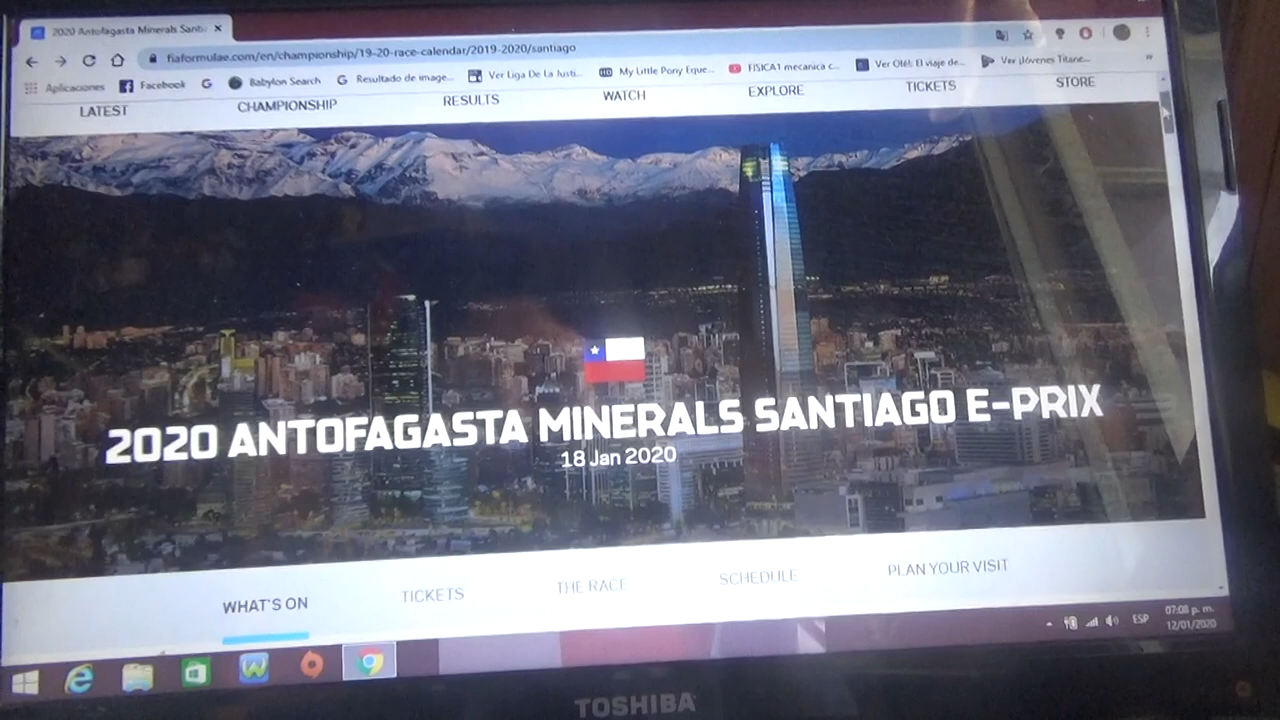 2020 Antofagasta Minerals Santi
fiaformulae.com/en/championship/19-20-race-calendar/2019-2020/santiago
Aplicaciones Facebook Babylon Search Resultado de image... Ver Liga De La Justi... My Little Pony Eque... FISICA1 mecanica c... Ver Olé!: El viaje de... Ver ¡Jóvenes Titane... »
LATEST CHAMPIONSHIP RESULTS WATCH EXPLORE TICKETS STORE
2020 ANTOFAGASTA MINERALS SANTIAGO E-PRIX
18 Jan 2020
WHAT'S ON TICKETS THE RACE SCHEDULE PLAN YOUR VISIT
ESP 07:08 p. m.
12/01/2020
TOSHIBA